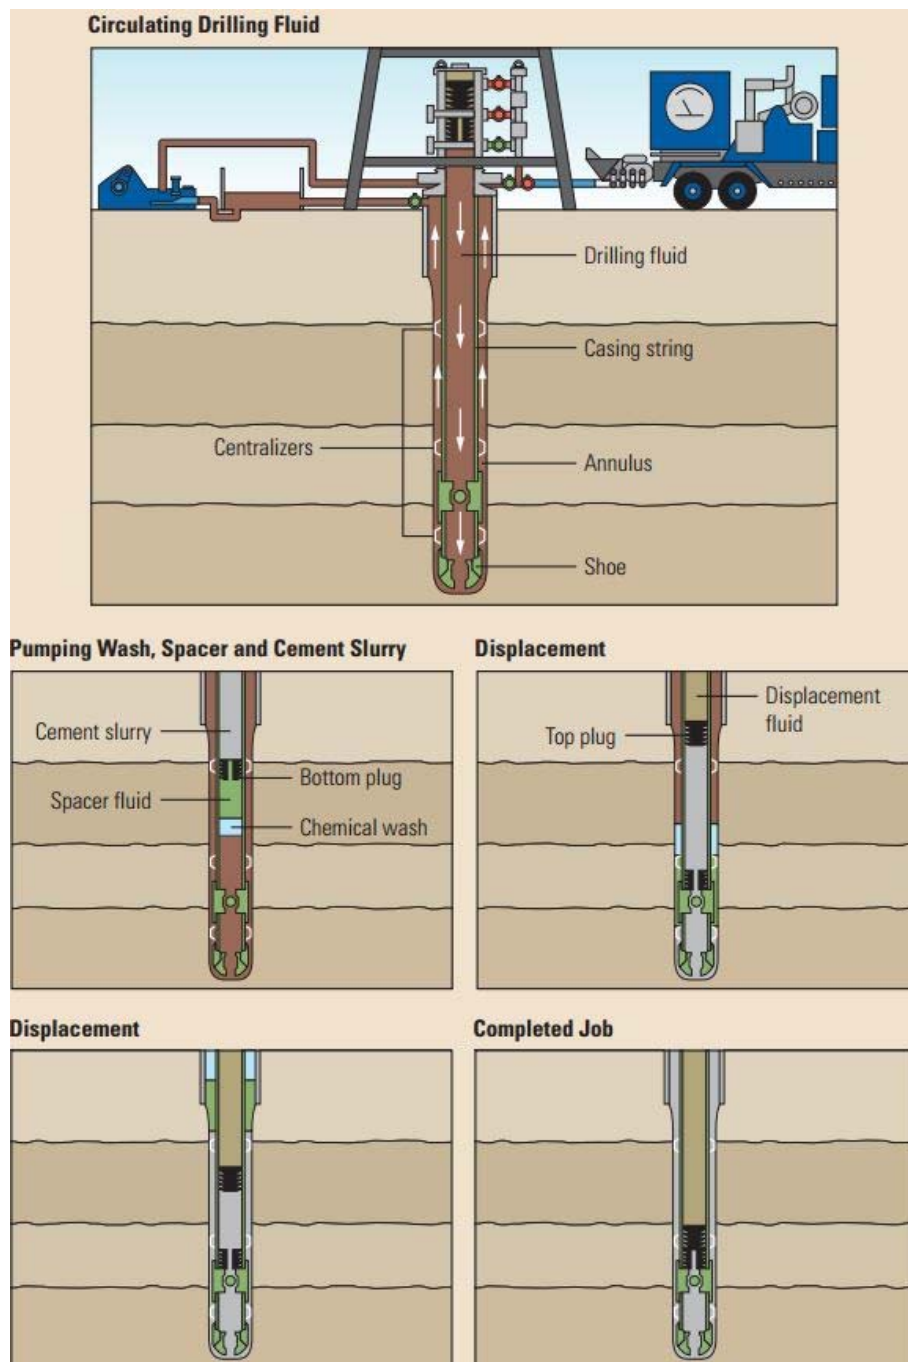 Circulating Drilling Fluid
Drilling fluid
Casing string
Centralizers
Annulus
Shoe
Pumping Wash, Spacer and Cement Slurry
Cement slurry
Bottom plug
Spacer fluid
Chemical wash
Displacement
Displacement
fluid
Top plug
Displacement
Completed Job